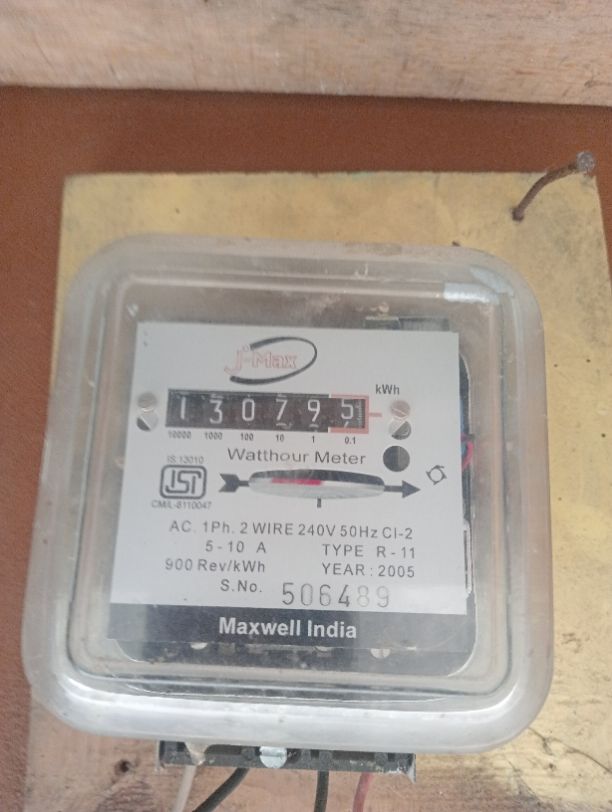 j-Max
kWh
1 3 0 7 9 5
10000 1000 100 10 1 0.1
Watthour Meter
IS:13010
ISI
CM/L-8110047
AC. 1Ph. 2 WIRE 240V 50Hz Cl-2
5-10 A TYPE R-11
900 Rev/kWh YEAR : 2005
S.No. 506489
Maxwell India